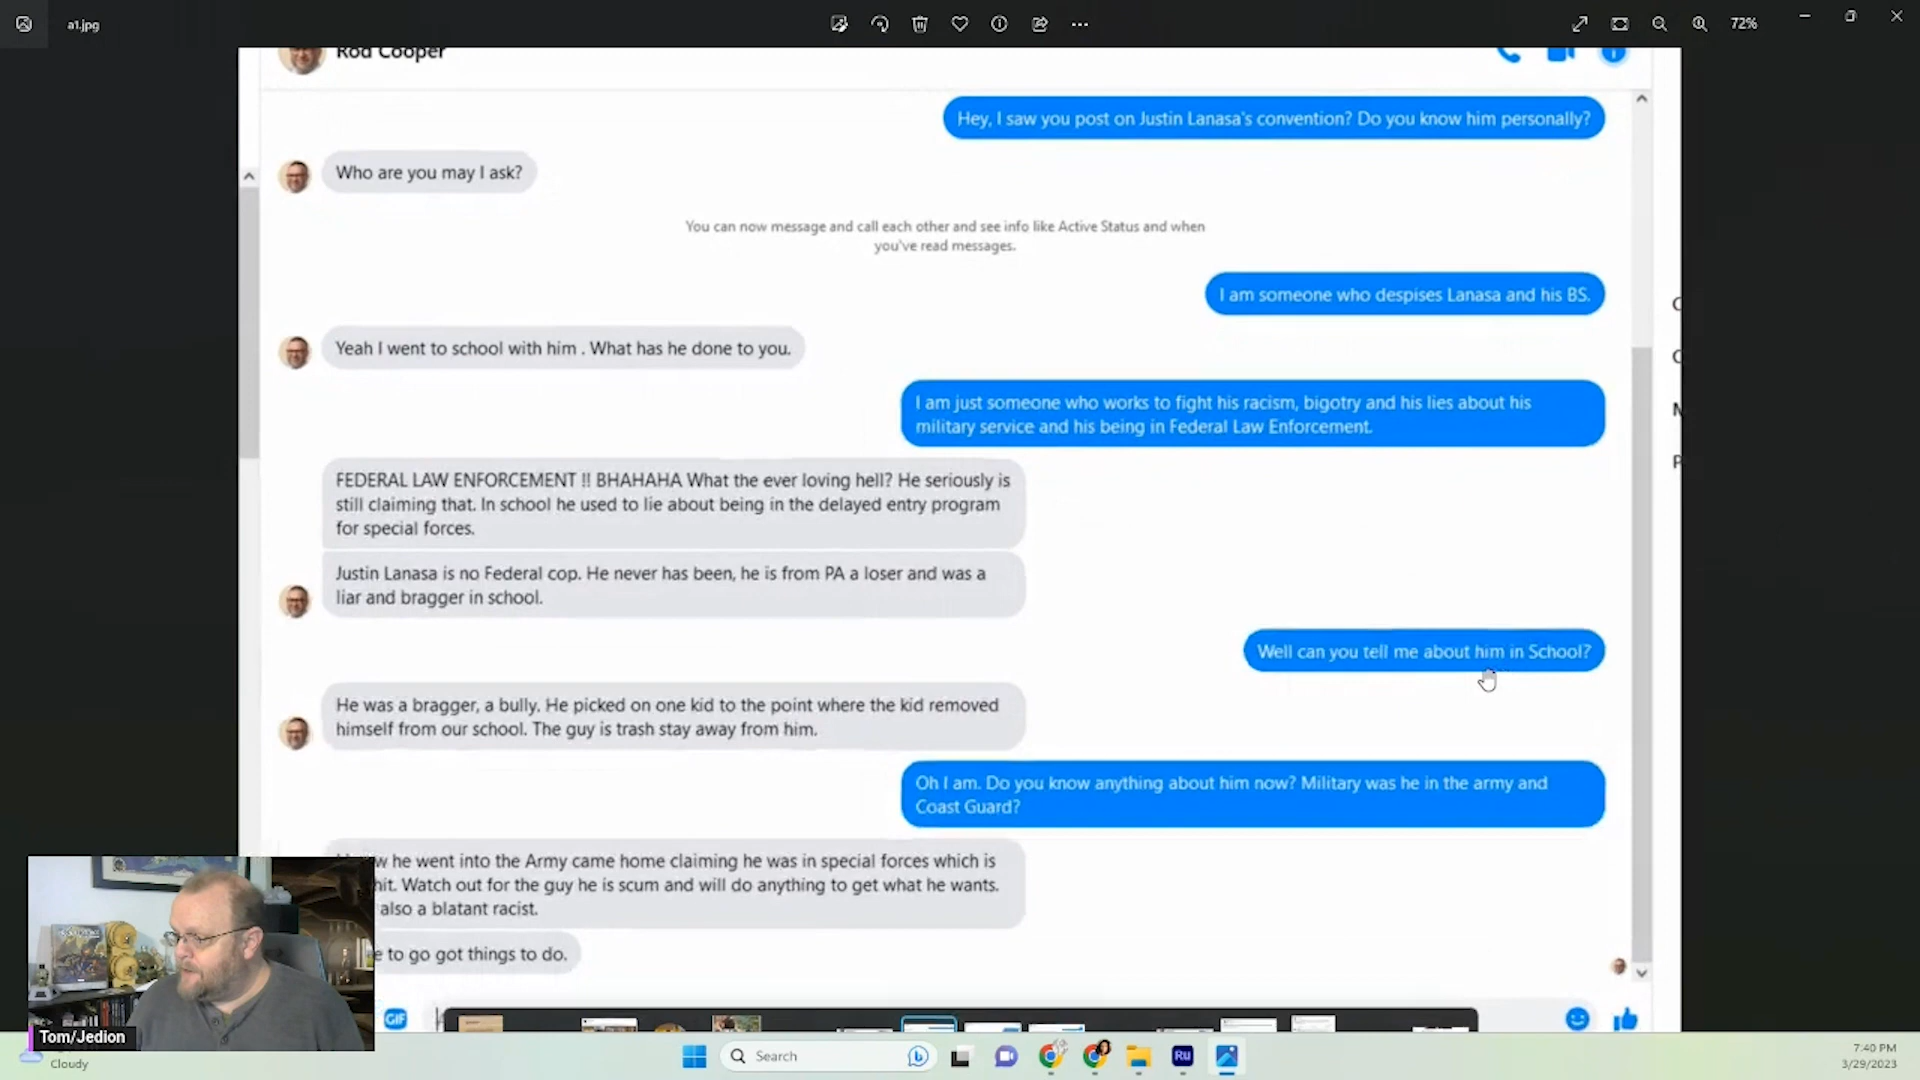 a1.jpg
72%
Rod Cooper
Hey, I saw you post on Justin Lanasa's convention? Do you know him personally?
Who are you may I ask?
You can now message and call each other and see info like Active Status and when
you've read messages.
I am someone who despises Lanasa and his BS.
Yeah I went to school with him . What has he done to you.
I am just someone who works to fight his racism, bigotry and his lies about his
military service and his being in Federal Law Enforcement.
FEDERAL LAW ENFORCEMENT !! BHAHAHA What the ever loving hell? He seriously is
still claiming that. In school he used to lie about being in the delayed entry program
for special forces.
Justin Lanasa is no Federal cop. He never has been, he is from PA a loser and was a
liar and bragger in school.
Well can you tell me about him in School?
He was a bragger, a bully. He picked on one kid to the point where the kid removed
himself from our school. The guy is trash stay away from him.
Oh I am. Do you know anything about him now? Military was he in the army and
Coast Guard?
he went into the Army came home claiming he was in special forces which is
Watch out for the guy he is scum and will do anything to get what he wants.
also a blatant racist.
to go got things to do.
GIF
Tom/Jedion
Cloudy
Search
Ru
7:40 PM
3/29/2023